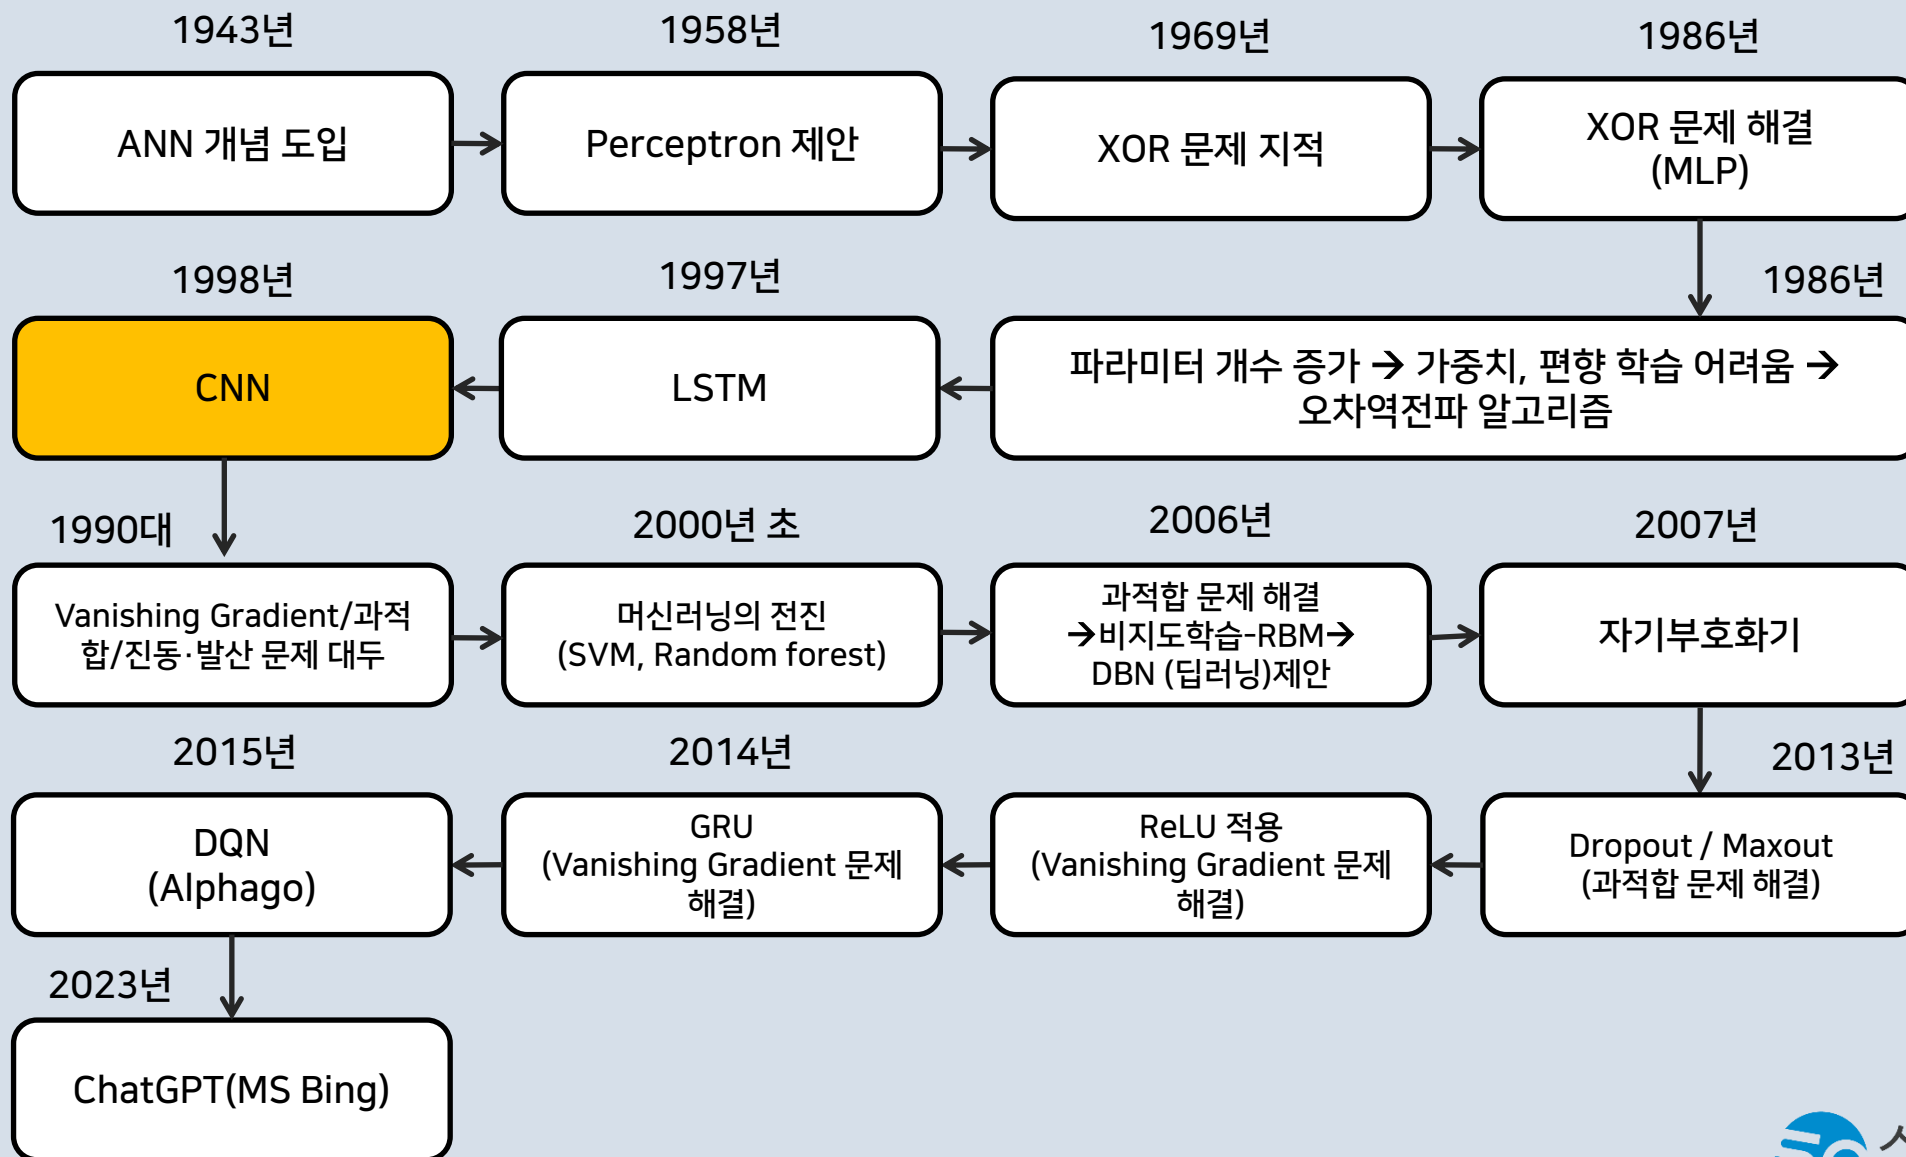 1943년
1958년
1969년
1986년
ANN 개념 도입
Perceptron 제안
XOR 문제 지적
XOR 문제 해결
(MLP)
1998년
1997년
1986년
CNN
LSTM
파라미터 개수 증가 → 가중치, 편향 학습 어려움 →
오차역전파 알고리즘
1990대
2000년 초
2006년
2007년
Vanishing Gradient/과적
합/진동·발산 문제 대두
머신러닝의 전진
(SVM, Random forest)
과적합 문제 해결
→비지도학습-RBM→
DBN (딥러닝)제안
자기부호화기
2015년
2014년
2013년
DQN
(Alphago)
GRU
(Vanishing Gradient 문제
해결)
ReLU 적용
(Vanishing Gradient 문제
해결)
Dropout / Maxout
(과적합 문제 해결)
2023년
ChatGPT(MS Bing)